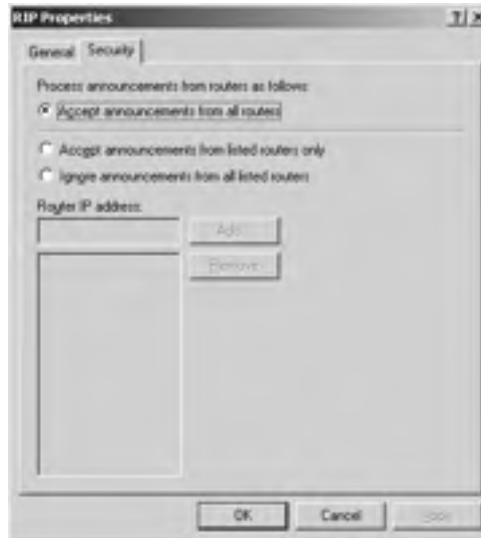 RIP Properties
General Security
Process announcements from routers as follows:
Accept announcements from all routers
Accept announcements from listed routers only
Ignore announcements from all listed routers
Router IP address:
Add
Remove
OK Cancel Apply